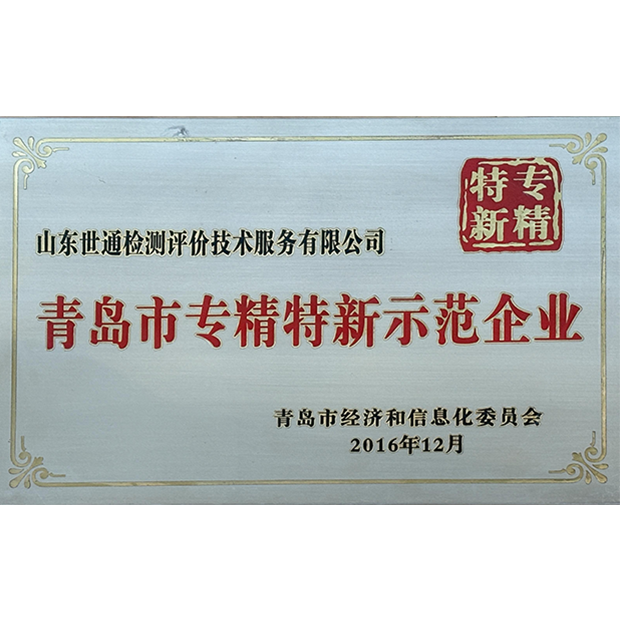 专精
特新
山东世通检测评价技术服务有限公司
青岛市专精特新示范企业
青岛市经济和信息化委员会
2016年12月